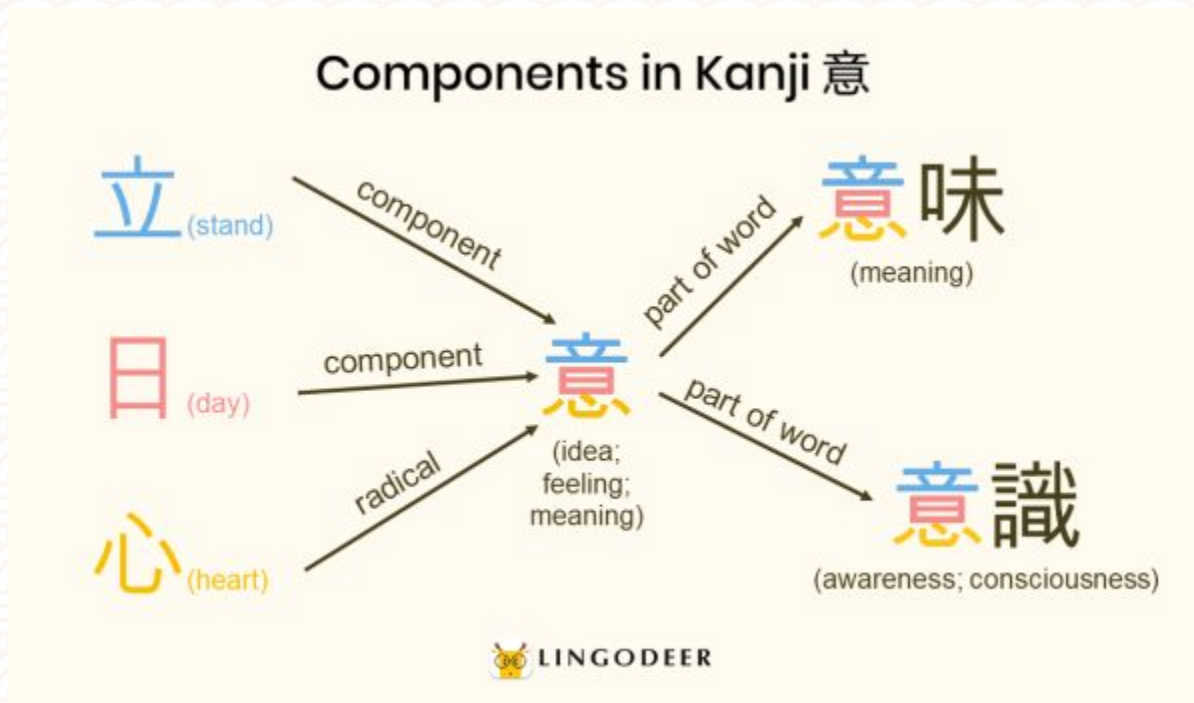 Components in Kanji 意
立 (stand)
component
日 (day)
component
心 (heart)
radical
意
(idea;
feeling;
meaning)
part of word
意味
(meaning)
part of word
意識
(awareness; consciousness)
LINGODEER